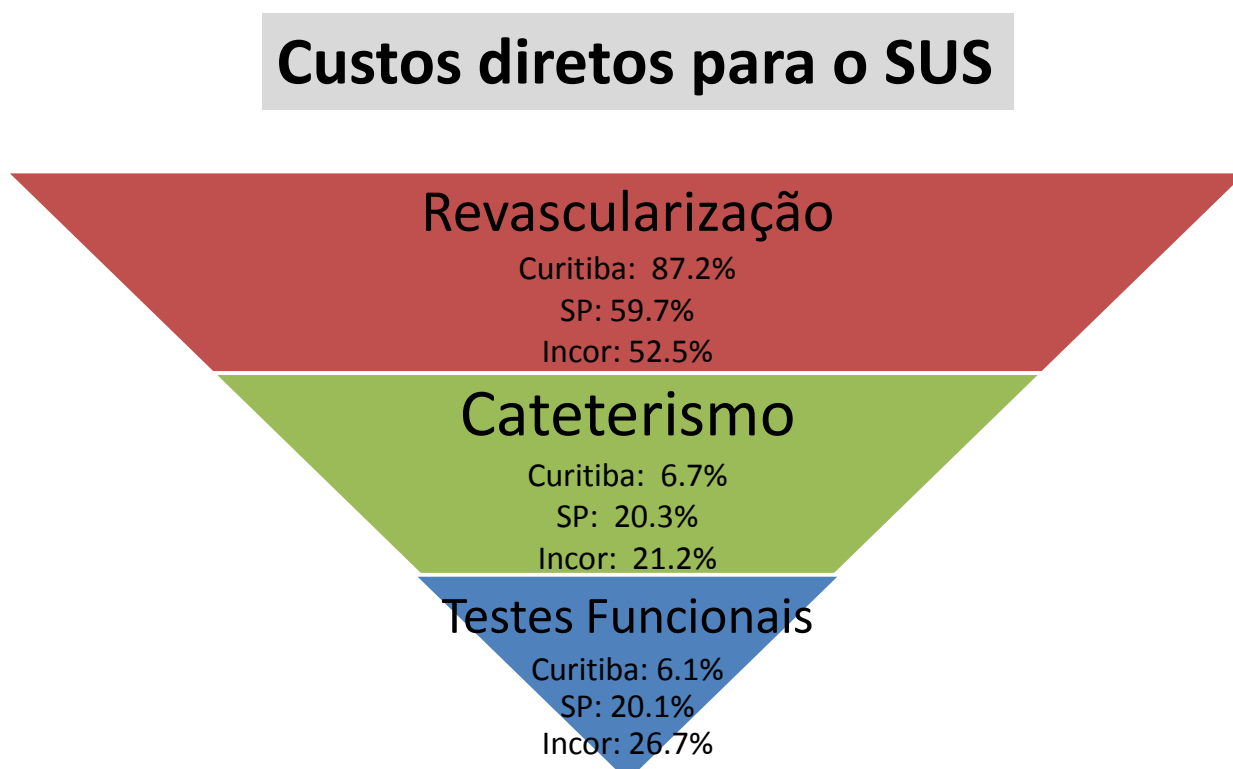 Custos diretos para o SUS
Revascularização
Curitiba: 87.2%
SP: 59.7%
Incor: 52.5%
Cateterismo
Curitiba: 6.7%
SP: 20.3%
Incor: 21.2%
Testes Funcionais
Curitiba: 6.1%
SP: 20.1%
Incor: 26.7%